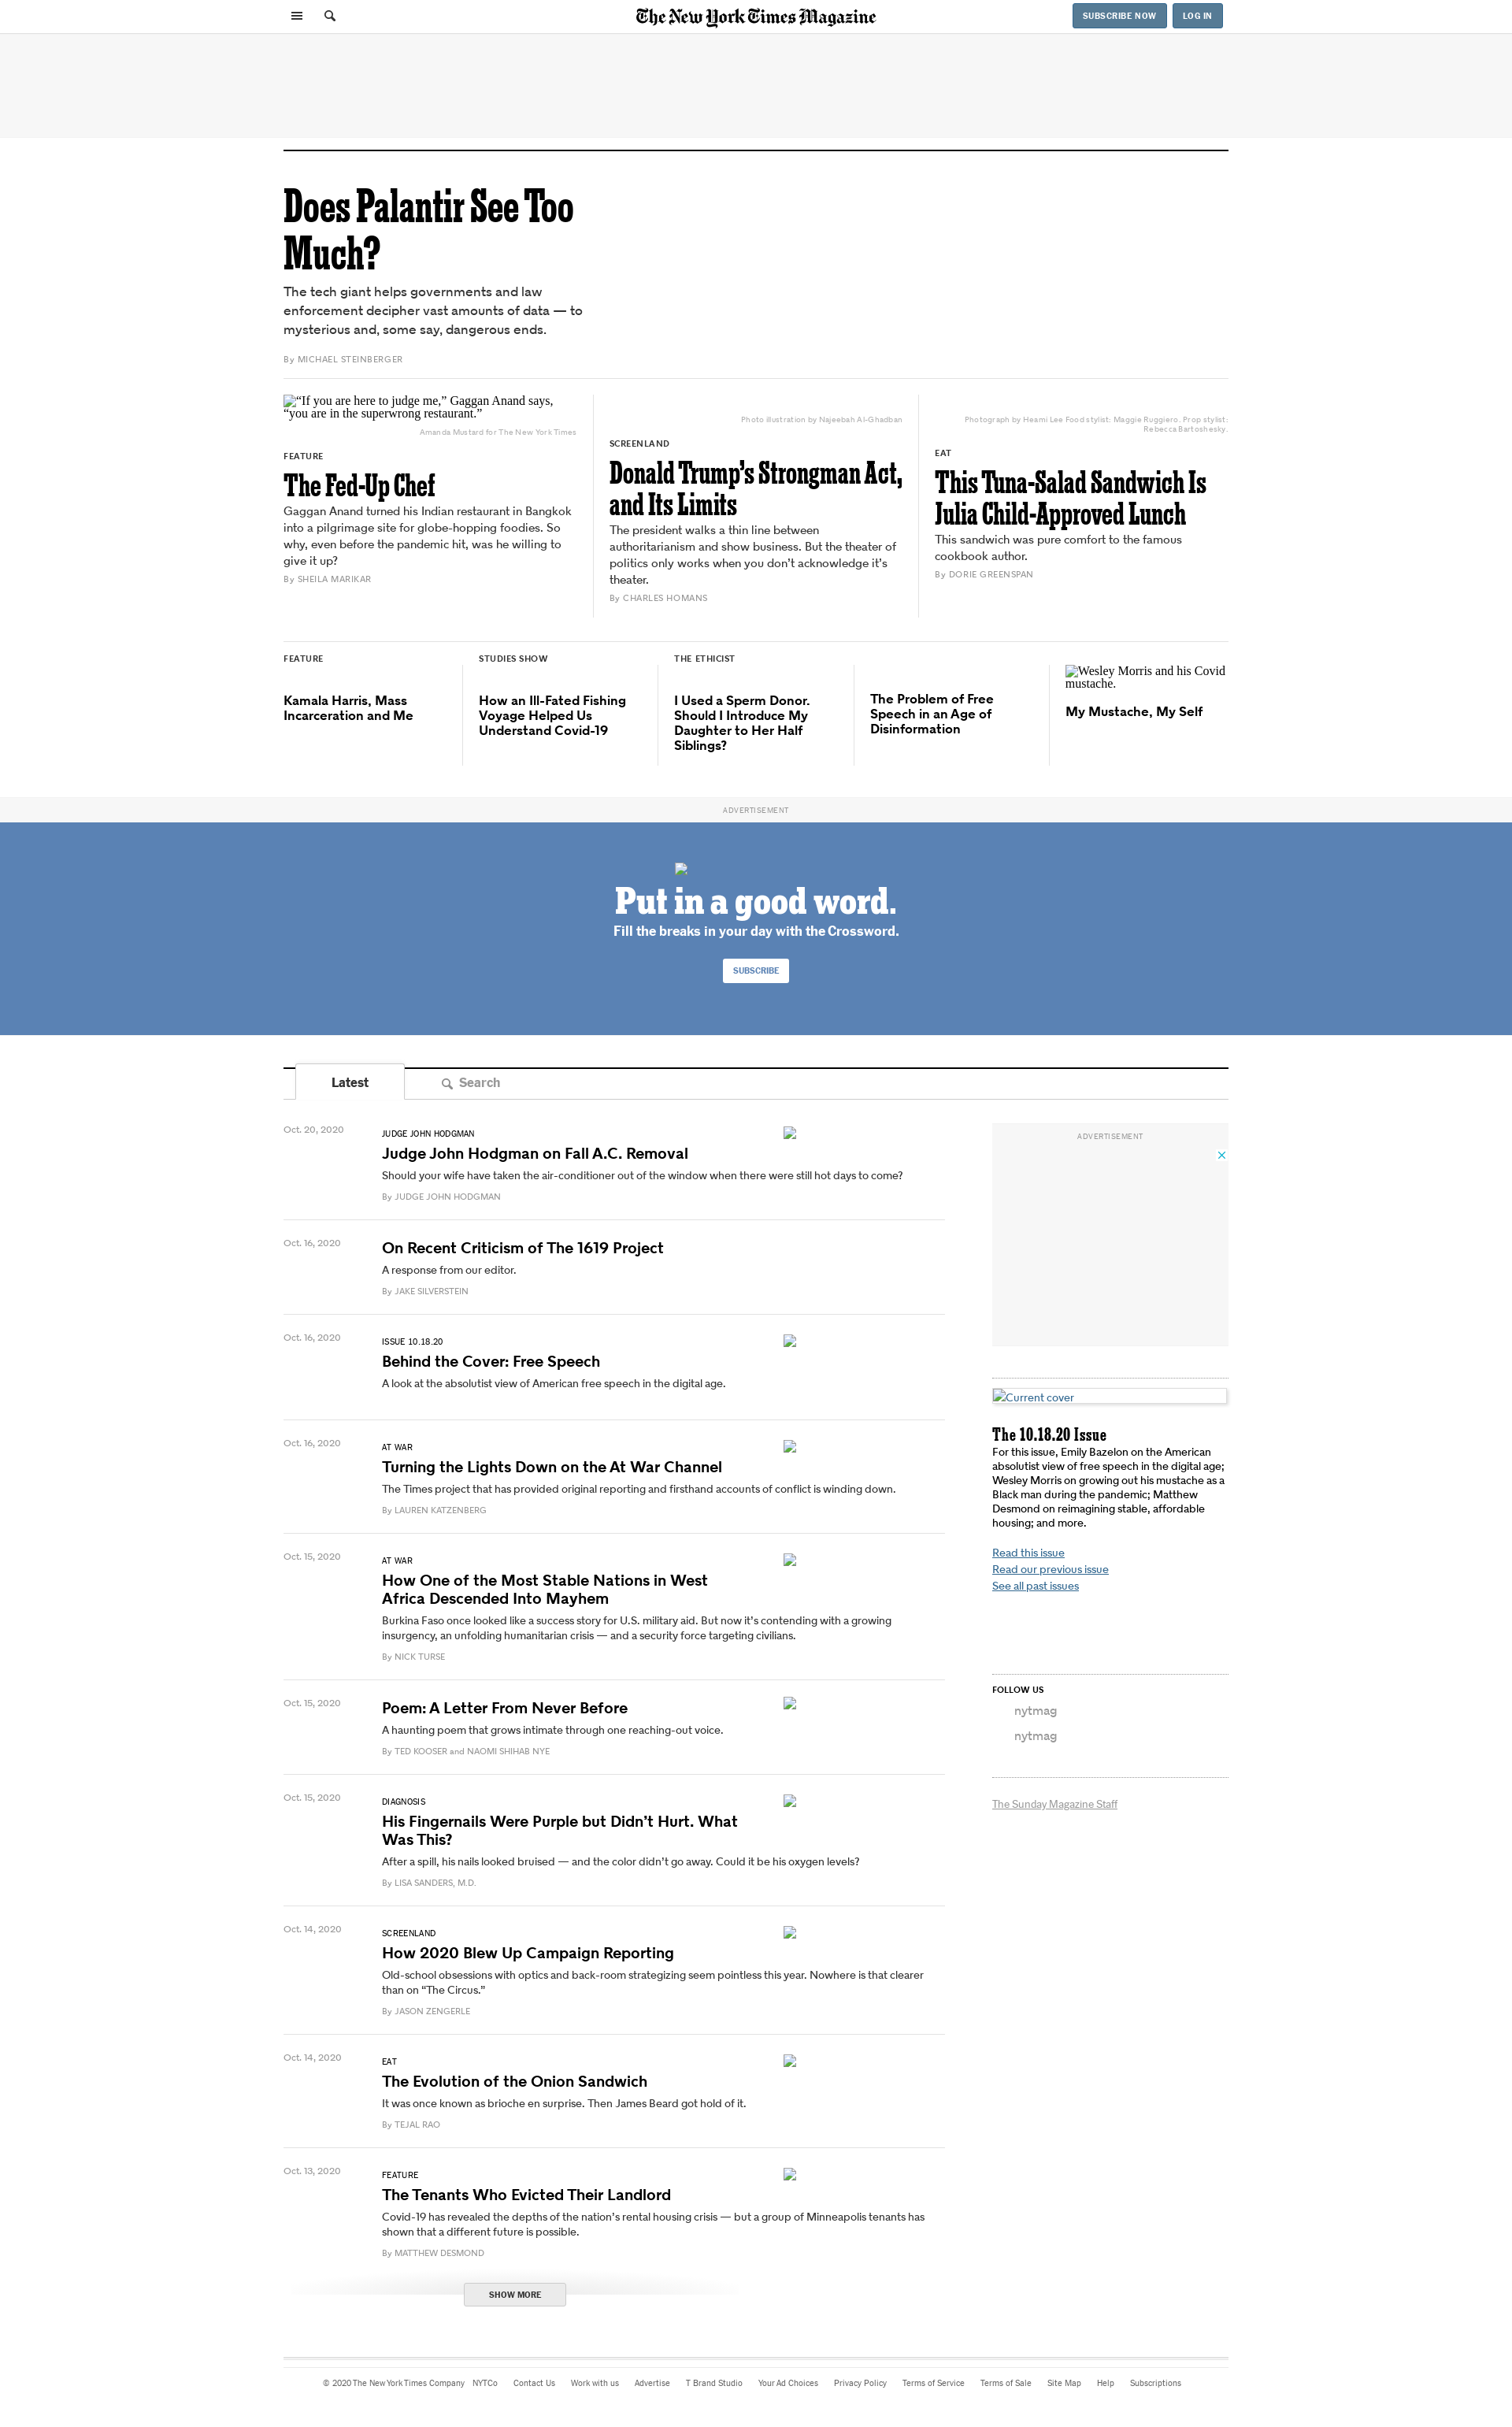 The New York Times Magazine
SUBSCRIBE NOW
LOG IN
Does Palantir See Too
Much?
The tech giant helps governments and law
enforcement decipher vast amounts of data — to
mysterious and, some say, dangerous ends.
By MICHAEL STEINBERGER
“If you are here to judge me,” Gaggan Anand says,
“you are in the superwrong restaurant.”
Amanda Mustard for The New York Times
FEATURE
The Fed-Up Chef
Gaggan Anand turned his Indian restaurant in Bangkok
into a pilgrimage site for globe-hopping foodies. So
why, even before the pandemic hit, was he willing to
give it up?
By SHEILA MARIKAR
Photo illustration by Najeebah Al-Ghadban
SCREENLAND
Donald Trump’s Strongman Act,
and Its Limits
The president walks a thin line between
authoritarianism and show business. But the theater of
politics only works when you don’t acknowledge it’s
theater.
By CHARLES HOMANS
Photograph by Heami Lee Food stylist: Maggie Ruggiero. Prop stylist:
Rebecca Bartoshesky.
EAT
This Tuna-Salad Sandwich Is
Julia Child-Approved Lunch
This sandwich was pure comfort to the famous
cookbook author.
By DORIE GREENSPAN
FEATURE
Kamala Harris, Mass
Incarceration and Me
STUDIES SHOW
How an Ill-Fated Fishing
Voyage Helped Us
Understand Covid-19
THE ETHICIST
I Used a Sperm Donor.
Should I Introduce My
Daughter to Her Half
Siblings?
The Problem of Free
Speech in an Age of
Disinformation
Wesley Morris and his Covid
mustache.
My Mustache, My Self
ADVERTISEMENT
Put in a good word.
Fill the breaks in your day with the Crossword.
SUBSCRIBE
Latest
Search
Oct. 20, 2020
JUDGE JOHN HODGMAN
Judge John Hodgman on Fall A.C. Removal
Should your wife have taken the air-conditioner out of the window when there were still hot days to come?
By JUDGE JOHN HODGMAN
Oct. 16, 2020
On Recent Criticism of The 1619 Project
A response from our editor.
By JAKE SILVERSTEIN
Oct. 16, 2020
ISSUE 10.18.20
Behind the Cover: Free Speech
A look at the absolutist view of American free speech in the digital age.
Oct. 16, 2020
AT WAR
Turning the Lights Down on the At War Channel
The Times project that has provided original reporting and firsthand accounts of conflict is winding down.
By LAUREN KATZENBERG
Oct. 15, 2020
AT WAR
How One of the Most Stable Nations in West
Africa Descended Into Mayhem
Burkina Faso once looked like a success story for U.S. military aid. But now it’s contending with a growing
insurgency, an unfolding humanitarian crisis — and a security force targeting civilians.
By NICK TURSE
Oct. 15, 2020
Poem: A Letter From Never Before
A haunting poem that grows intimate through one reaching-out voice.
By TED KOOSER and NAOMI SHIHAB NYE
Oct. 15, 2020
DIAGNOSIS
His Fingernails Were Purple but Didn’t Hurt. What
Was This?
After a spill, his nails looked bruised — and the color didn’t go away. Could it be his oxygen levels?
By LISA SANDERS, M.D.
Oct. 14, 2020
SCREENLAND
How 2020 Blew Up Campaign Reporting
Old-school obsessions with optics and back-room strategizing seem pointless this year. Nowhere is that clearer
than on “The Circus.”
By JASON ZENGERLE
Oct. 14, 2020
EAT
The Evolution of the Onion Sandwich
It was once known as brioche en surprise. Then James Beard got hold of it.
By TEJAL RAO
Oct. 13, 2020
FEATURE
The Tenants Who Evicted Their Landlord
Covid-19 has revealed the depths of the nation’s rental housing crisis — but a group of Minneapolis tenants has
shown that a different future is possible.
By MATTHEW DESMOND
SHOW MORE
ADVERTISEMENT
Current cover
The 10.18.20 Issue
For this issue, Emily Bazelon on the American
absolutist view of free speech in the digital age;
Wesley Morris on growing out his mustache as a
Black man during the pandemic; Matthew
Desmond on reimagining stable, affordable
housing; and more.
Read this issue
Read our previous issue
See all past issues
FOLLOW US
nytmag
nytmag
The Sunday Magazine Staff
© 2020 The New York Times Company NYTCo Contact Us Work with us Advertise T Brand Studio Your Ad Choices Privacy Policy Terms of Service Terms of Sale Site Map Help Subscriptions